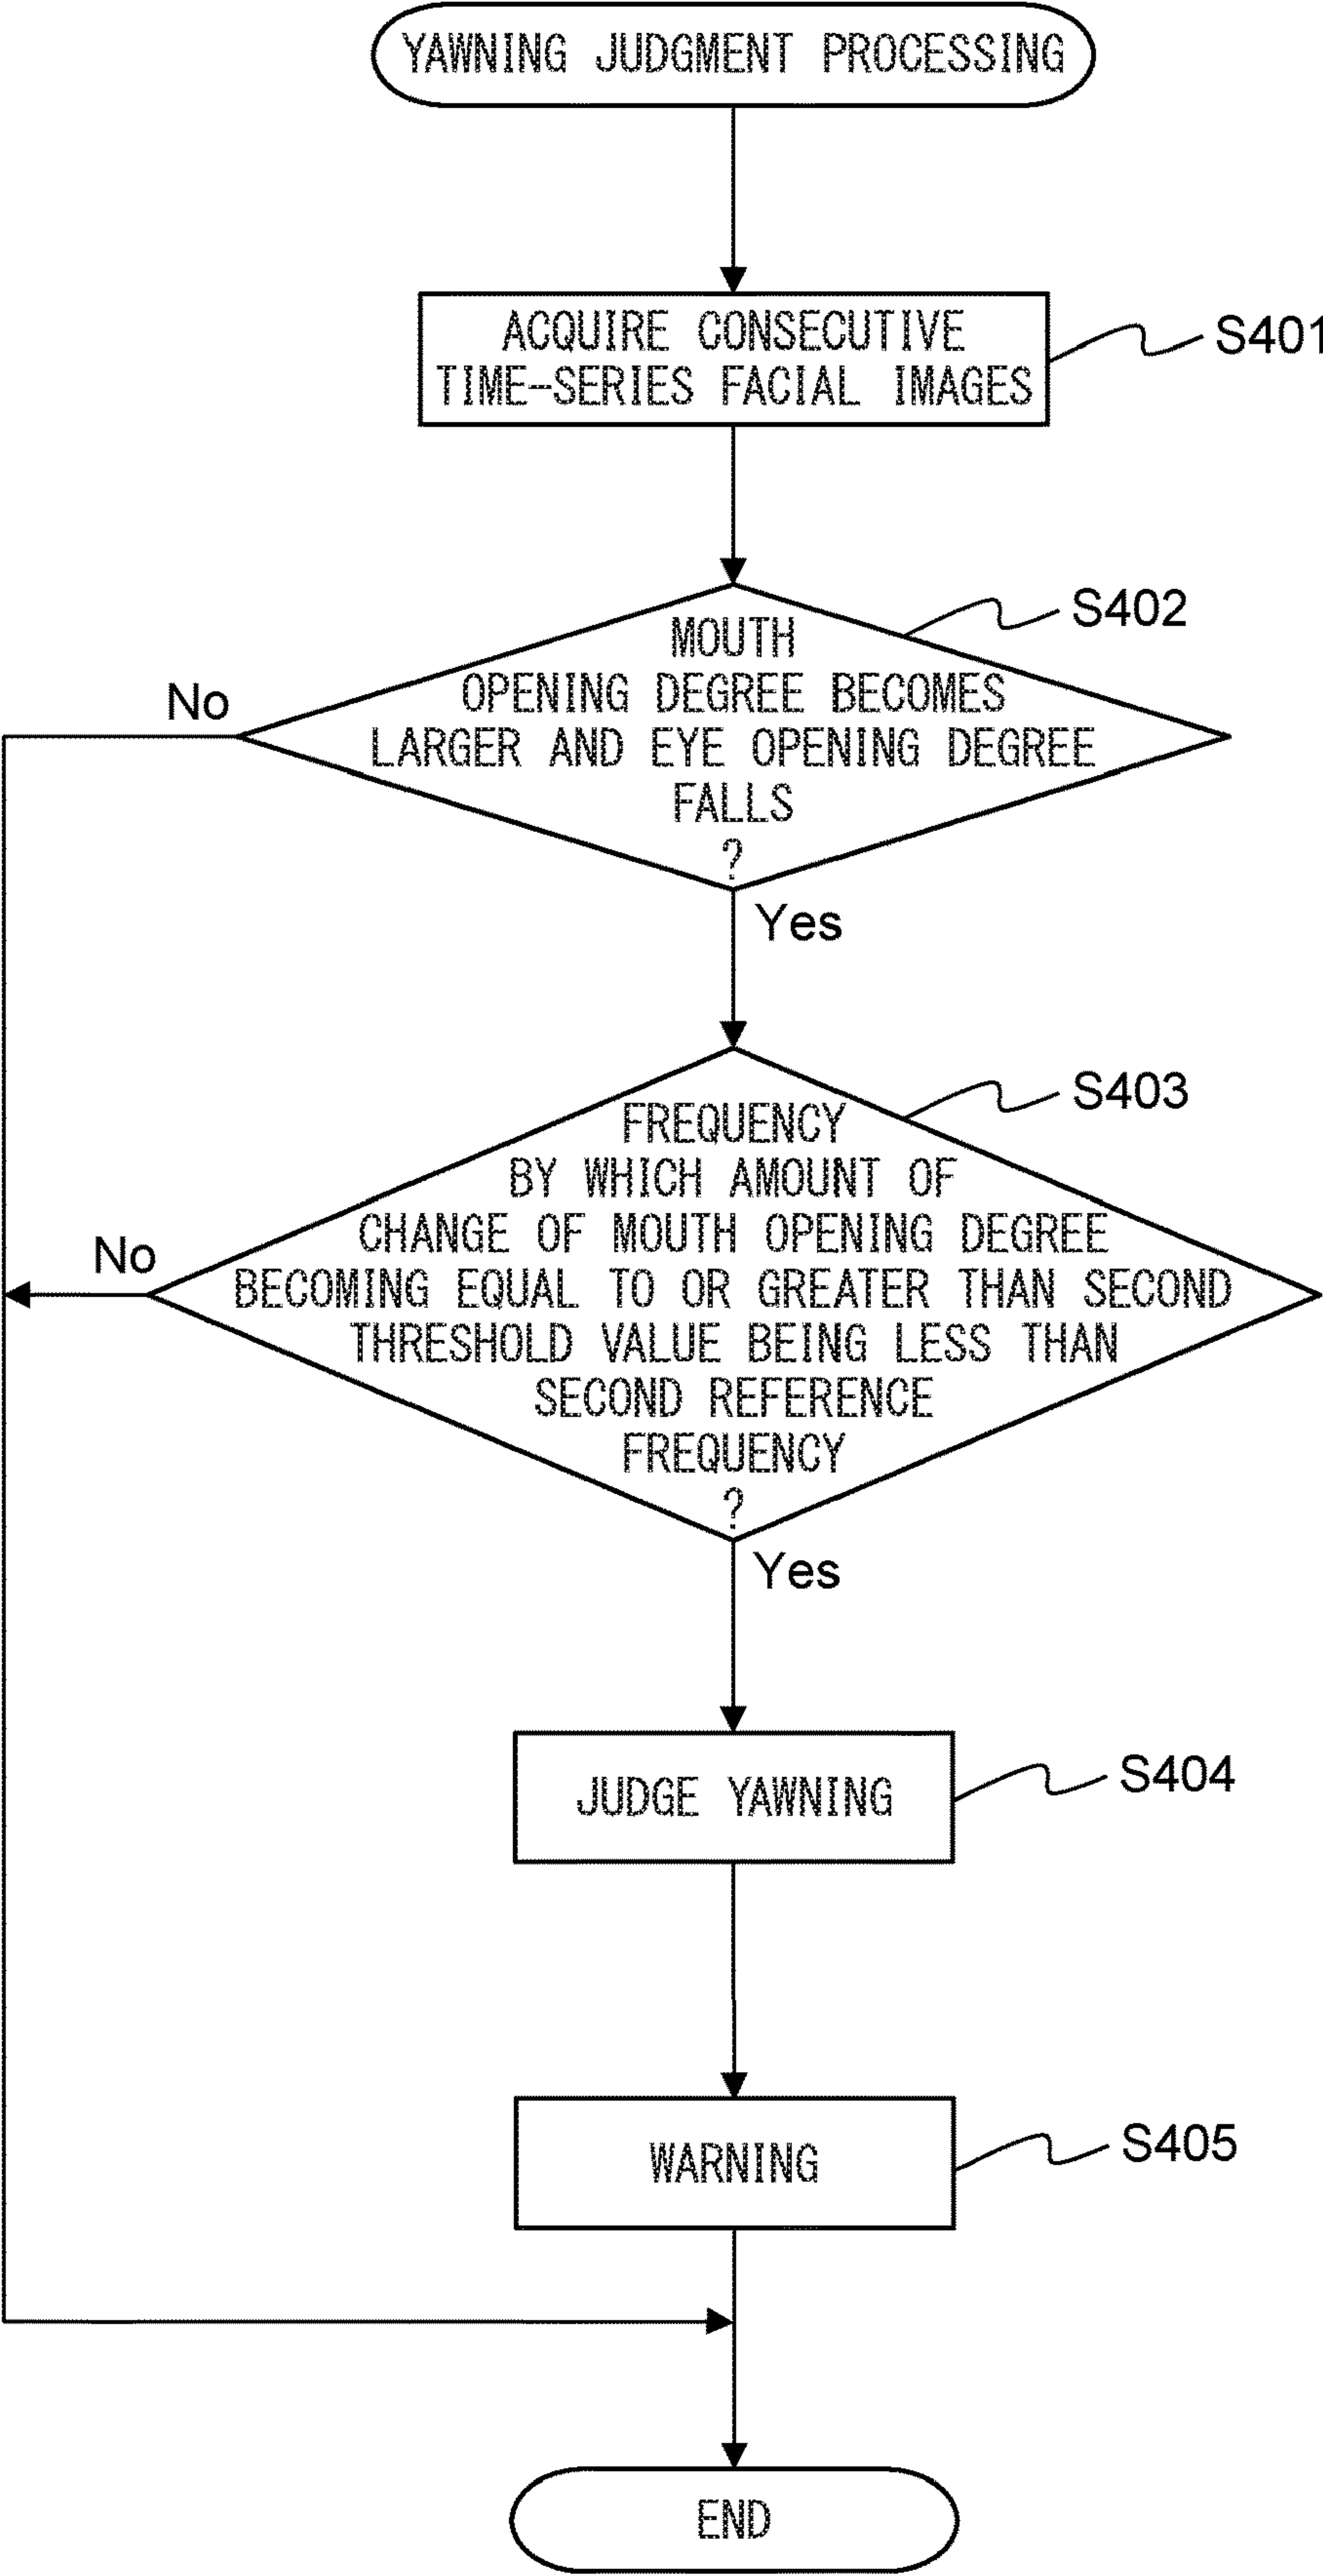 YAWNING JUDGMENT PROCESSING
ACQUIRE CONSECUTIVE
TIME-SERIES FACIAL IMAGES
S401
S402
MOUTH
OPENING DEGREE BECOMES
LARGER AND EYE OPENING DEGREE
FALLS
?
No
Yes
S403
FREQUENCY
BY WHICH AMOUNT OF
CHANGE OF MOUTH OPENING DEGREE
BECOMING EQUAL TO OR GREATER THAN SECOND
THRESHOLD VALUE BEING LESS THAN
SECOND REFERENCE
FREQUENCY
?
No
Yes
JUDGE YAWNING
S404
WARNING
S405
END